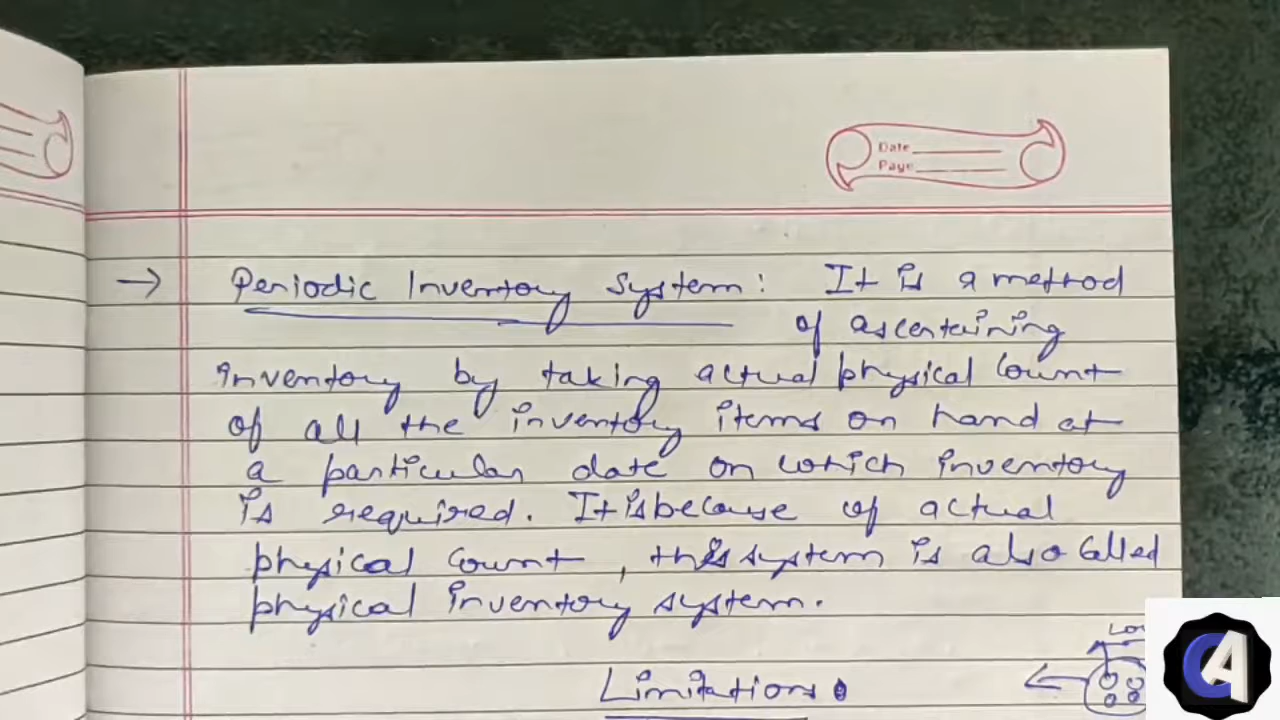 Date
Page
→ Periodic Inventory System: It is a method
of ascertaining
inventory by taking actual physical count
of all the inventory items on hand at
a particular date on which inventory
is required. It is because of actual
physical count, this system is also called
physical inventory system.
Limitations
CA